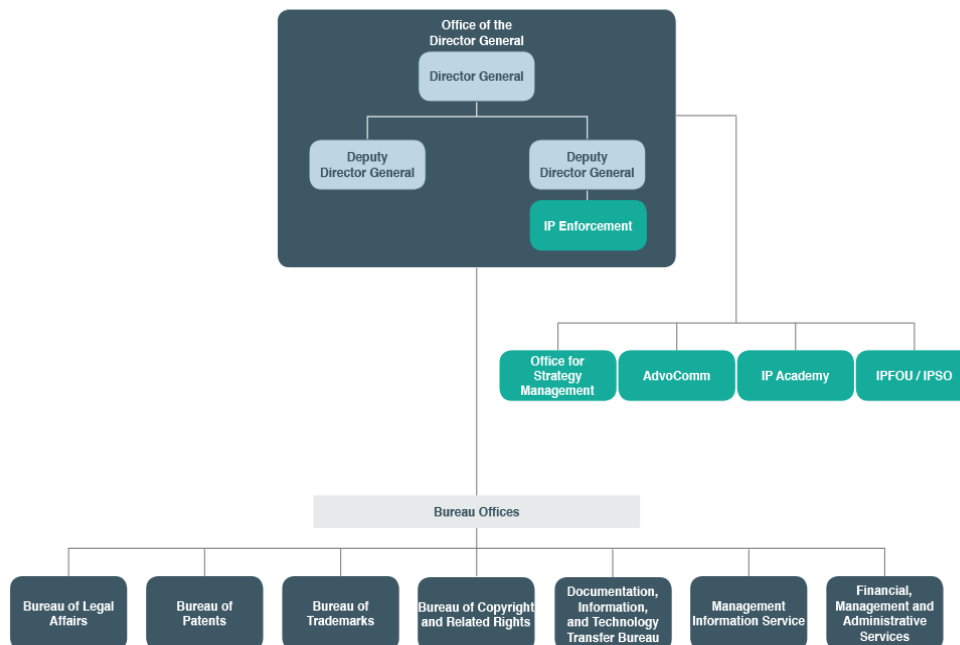 Office of the
Director General
Director General
Deputy
Director General
Deputy
Director General
IP Enforcement
Office for
Strategy
Management
AdvoComm
IP Academy
IPFOU / IPSO
Bureau Offices
Bureau of Legal
Affairs
Bureau of
Patents
Bureau of
Trademarks
Bureau of Copyright
and Related Rights
Documentation,
Information,
and Technology
Transfer Bureau
Management
Information Service
Financial,
Management and
Administrative
Services